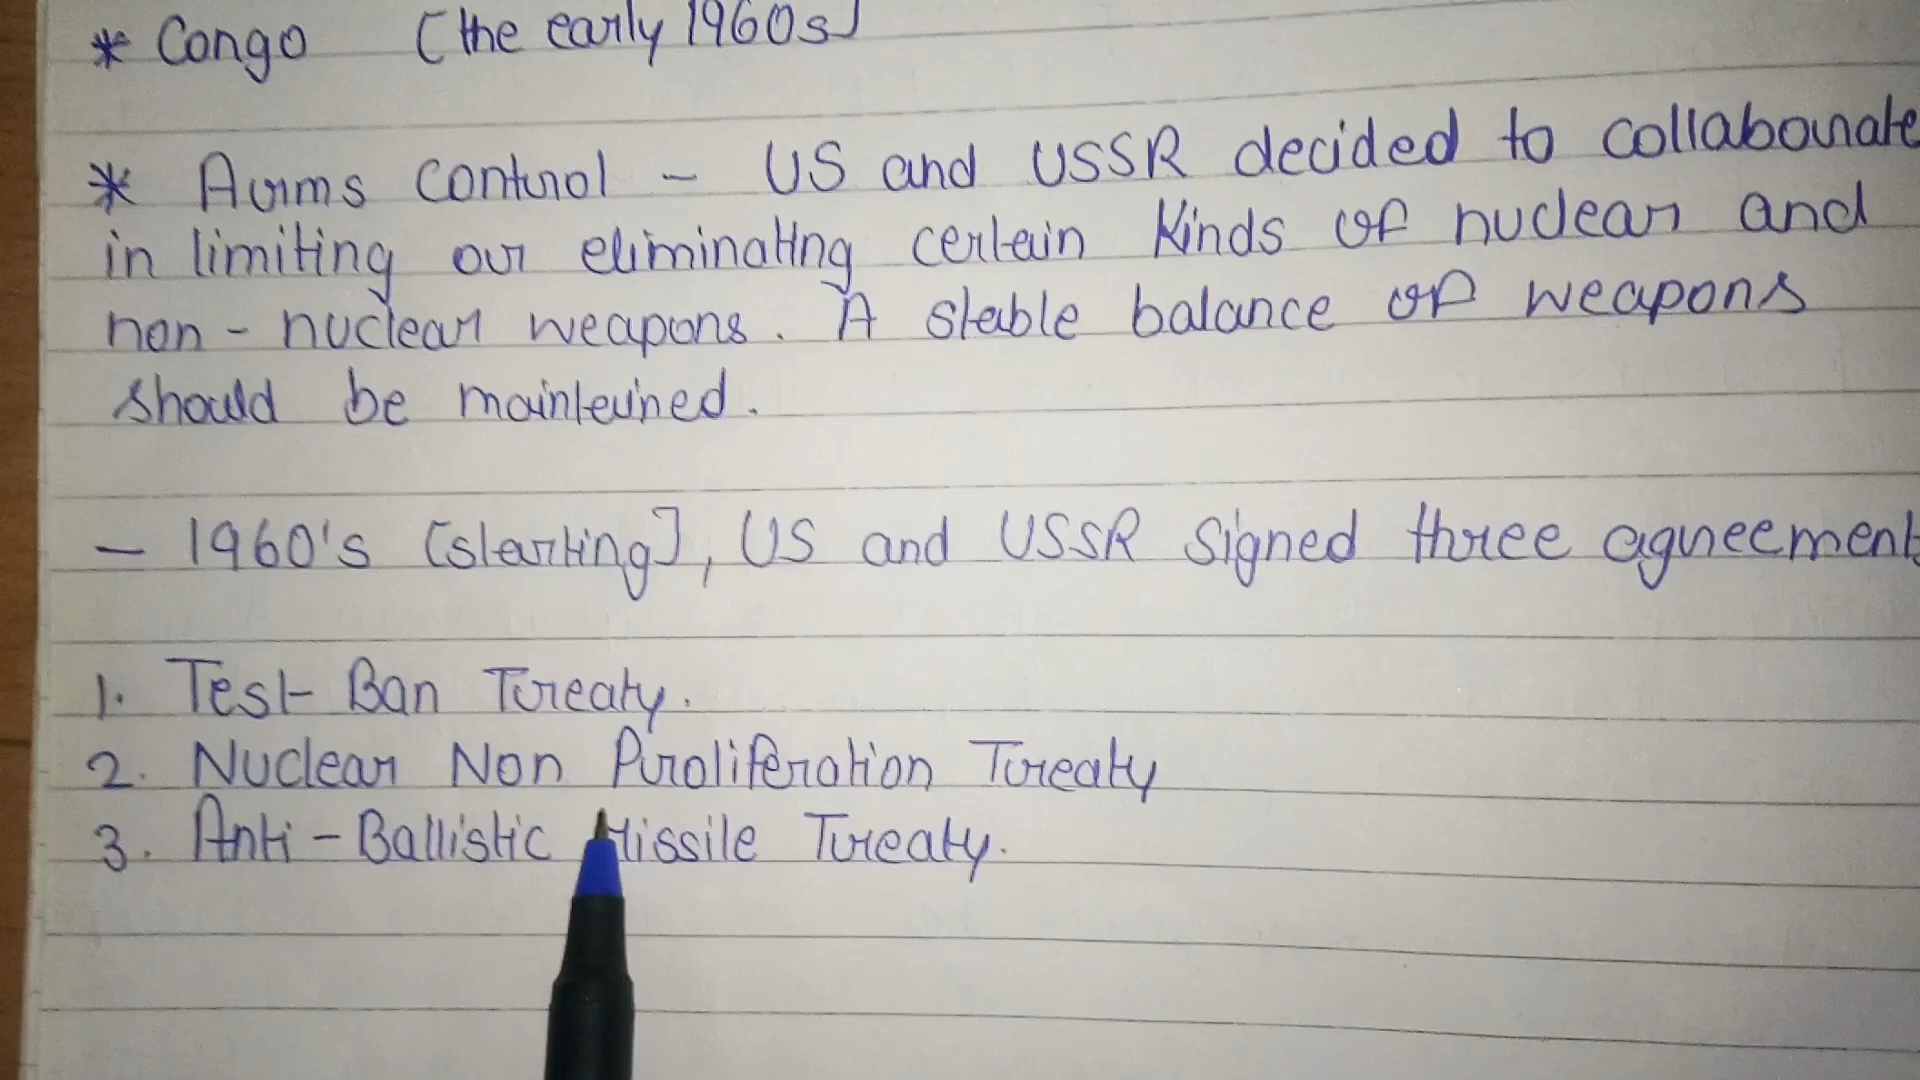 * Congo (the early 1960s)
* Arms control - US and USSR decided to collaborate
in limiting or eliminating certain kinds of nuclear and
non-nuclear weapons. A stable balance of weapons
should be maintained.
- 1960's [starting], US and USSR signed three agreements
1. Test Ban Treaty.
2. Nuclear Non Proliferation Treaty
3. Anti-Ballistic Missile Treaty.